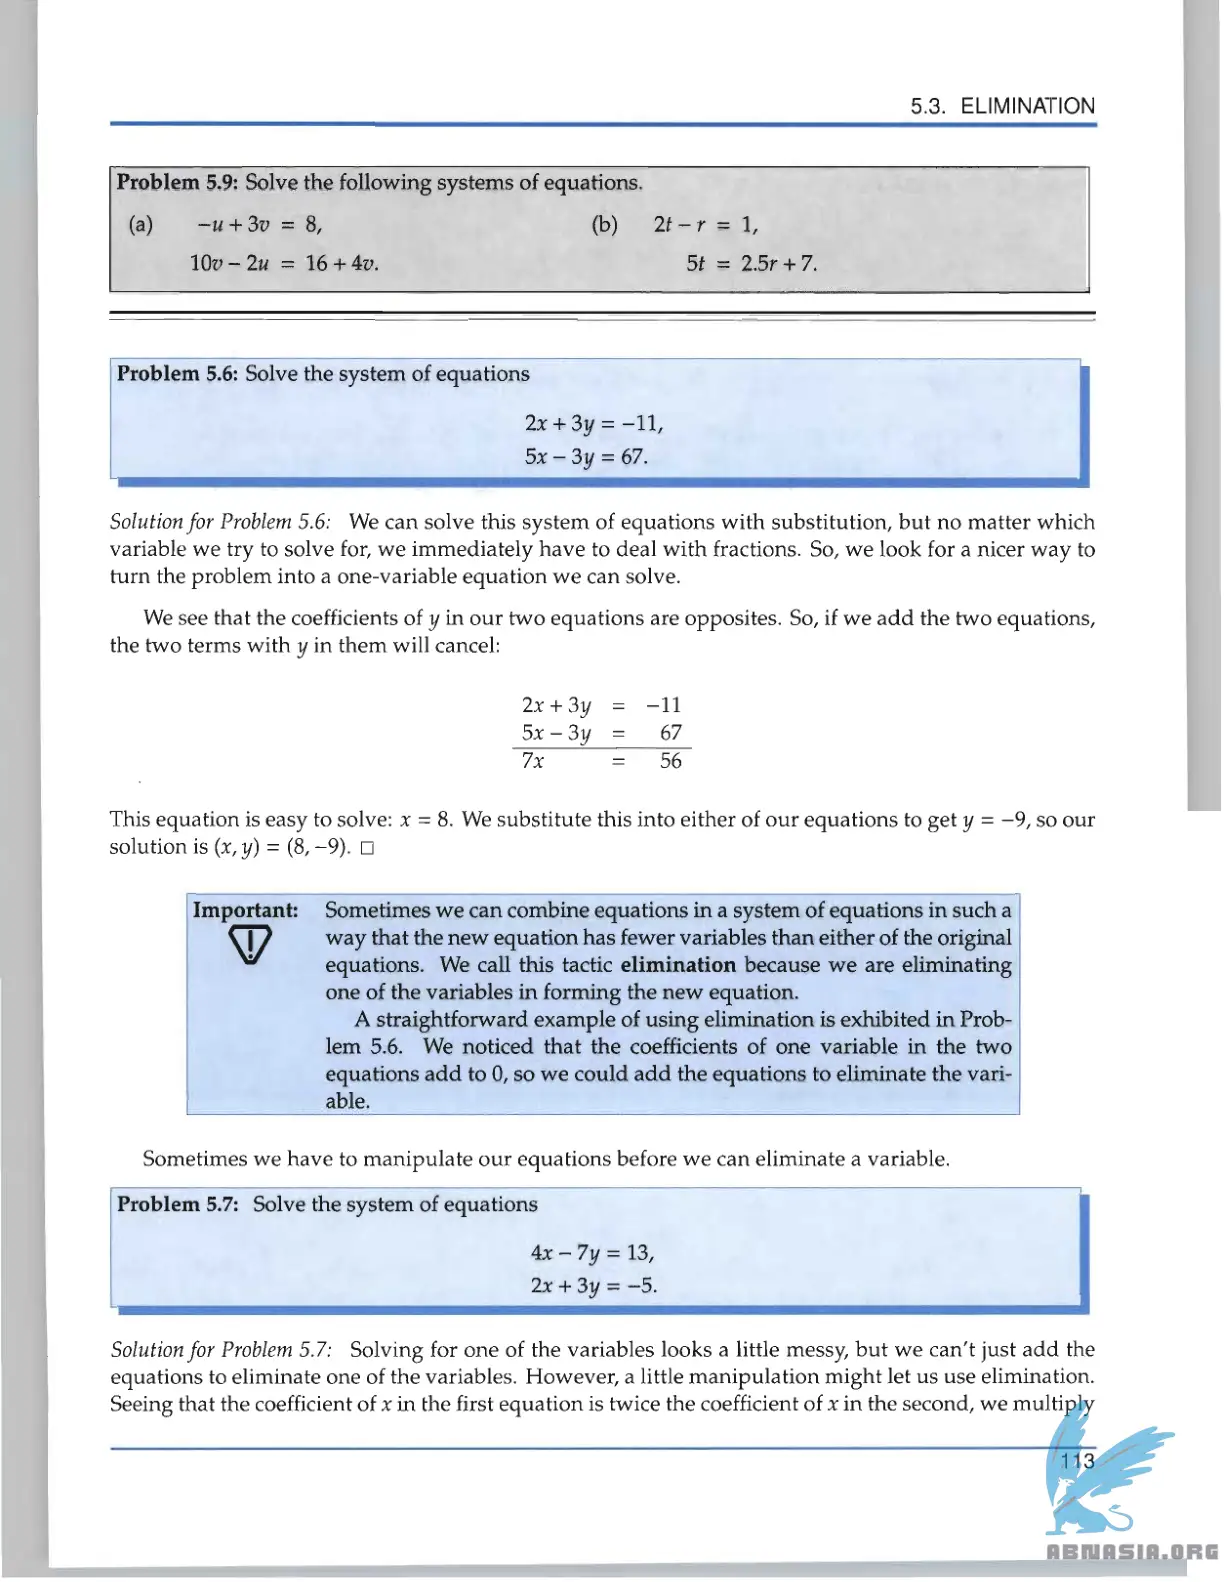 5.3. ELIMINATION
Problem 5.9: Solve the following systems of equations.
(a) −u + 3v = 8, (b) 2t − r = 1,
10v − 2u = 16 + 4v. 5t = 2.5r + 7.
Problem 5.6: Solve the system of equations
2x + 3y = −11,
5x − 3y = 67.
Solution for Problem 5.6: We can solve this system of equations with substitution, but no matter which
variable we try to solve for, we immediately have to deal with fractions. So, we look for a nicer way to
turn the problem into a one-variable equation we can solve.
We see that the coefficients of y in our two equations are opposites. So, if we add the two equations,
the two terms with y in them will cancel:
2x + 3y = −11
5x − 3y = 67
7x = 56
This equation is easy to solve: x = 8. We substitute this into either of our equations to get y = −9, so our
solution is (x, y) = (8, −9). □
Important: Sometimes we can combine equations in a system of equations in such a
way that the new equation has fewer variables than either of the original
equations. We call this tactic elimination because we are eliminating
one of the variables in forming the new equation.
A straightforward example of using elimination is exhibited in Prob-
lem 5.6. We noticed that the coefficients of one variable in the two
equations add to 0, so we could add the equations to eliminate the vari-
able.
Sometimes we have to manipulate our equations before we can eliminate a variable.
Problem 5.7: Solve the system of equations
4x − 7y = 13,
2x + 3y = −5.
Solution for Problem 5.7: Solving for one of the variables looks a little messy, but we can't just add the
equations to eliminate one of the variables. However, a little manipulation might let us use elimination.
Seeing that the coefficient of x in the first equation is twice the coefficient of x in the second, we multiply
113
ABNASIA.ORG